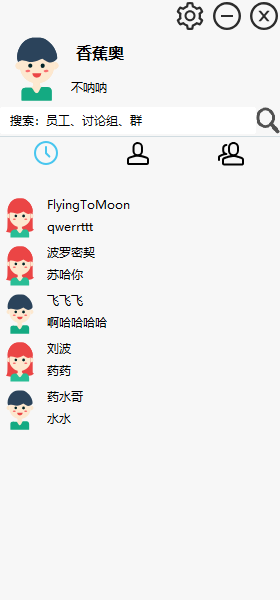 香蕉奥
不呐呐
搜索：员工、讨论组、群
FlyingToMoon
qwerrttt
波罗密契
苏哈你
飞飞飞
啊哈哈哈哈
刘波
药药
药水哥
水水